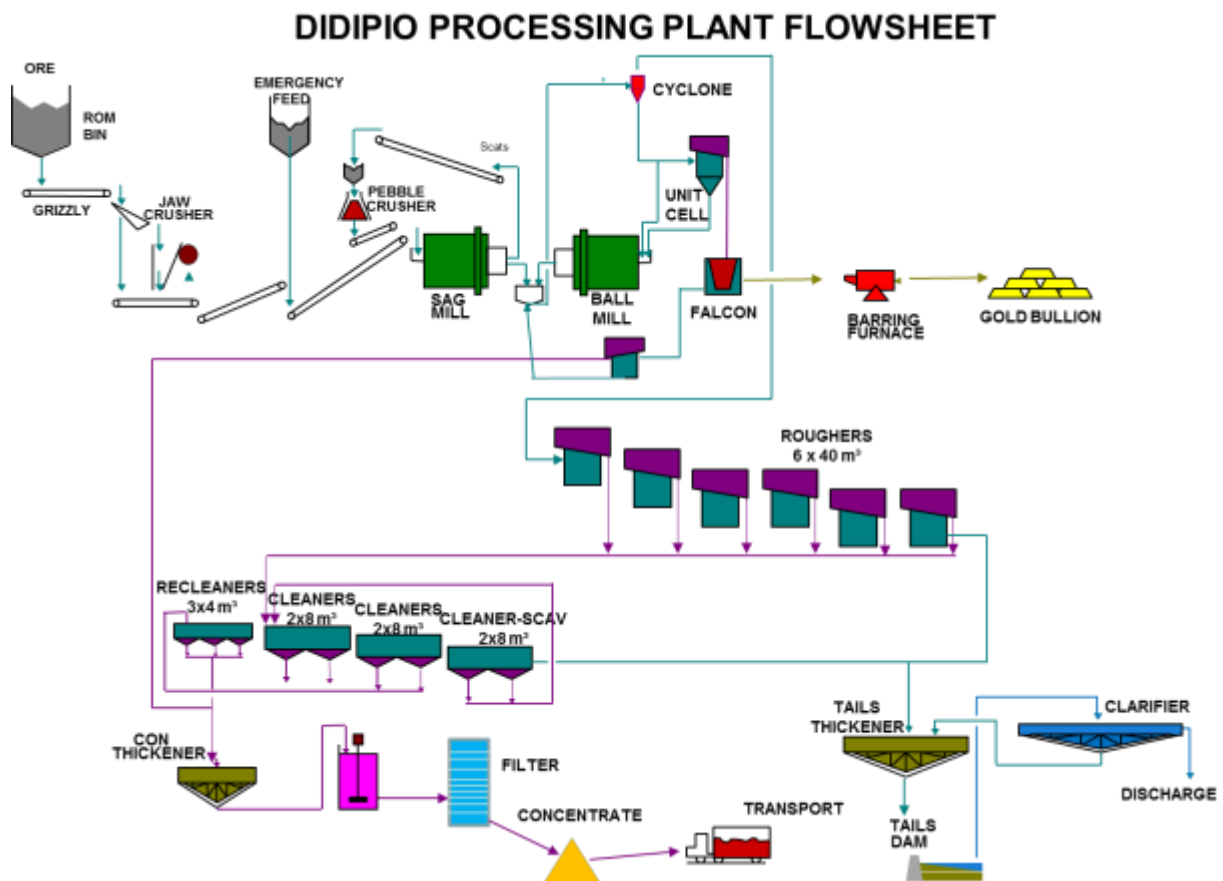 DIDIPIO PROCESSING PLANT FLOWSHEET
ORE
ROM
BIN
EMERGENCY
FEED
CYCLONE
Scats
GRIZZLY
JAW
CRUSHER
PEBBLE
CRUSHER
UNIT
CELL
SAG
MILL
BALL
MILL
FALCON
BARRING
FURNACE
GOLD BULLION
ROUGHERS
6 x 40 m³
RECLEANERS
3x4 m³
CLEANERS
2x8 m³
CLEANERS
2x8 m³
CLEANER-SCAV
2x8 m³
CON
THICKENER
FILTER
CONCENTRATE
TRANSPORT
TAILS
THICKENER
CLARIFIER
DISCHARGE
TAILS
DAM